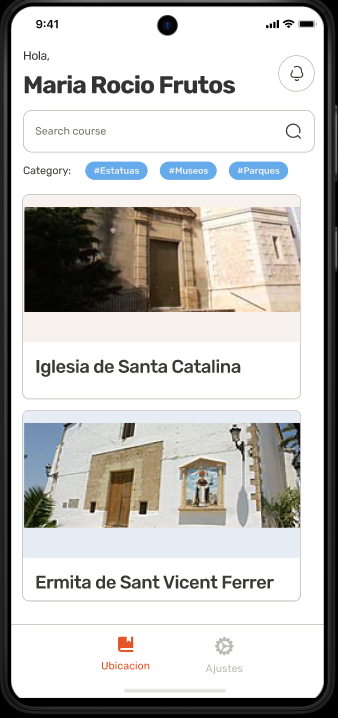 9:41
Hola,
Maria Rocio Frutos
Search course
Category: #Estatuas #Museos #Parques
Iglesia de Santa Catalina
Ermita de Sant Vicent Ferrer
Ubicacion Ajustes